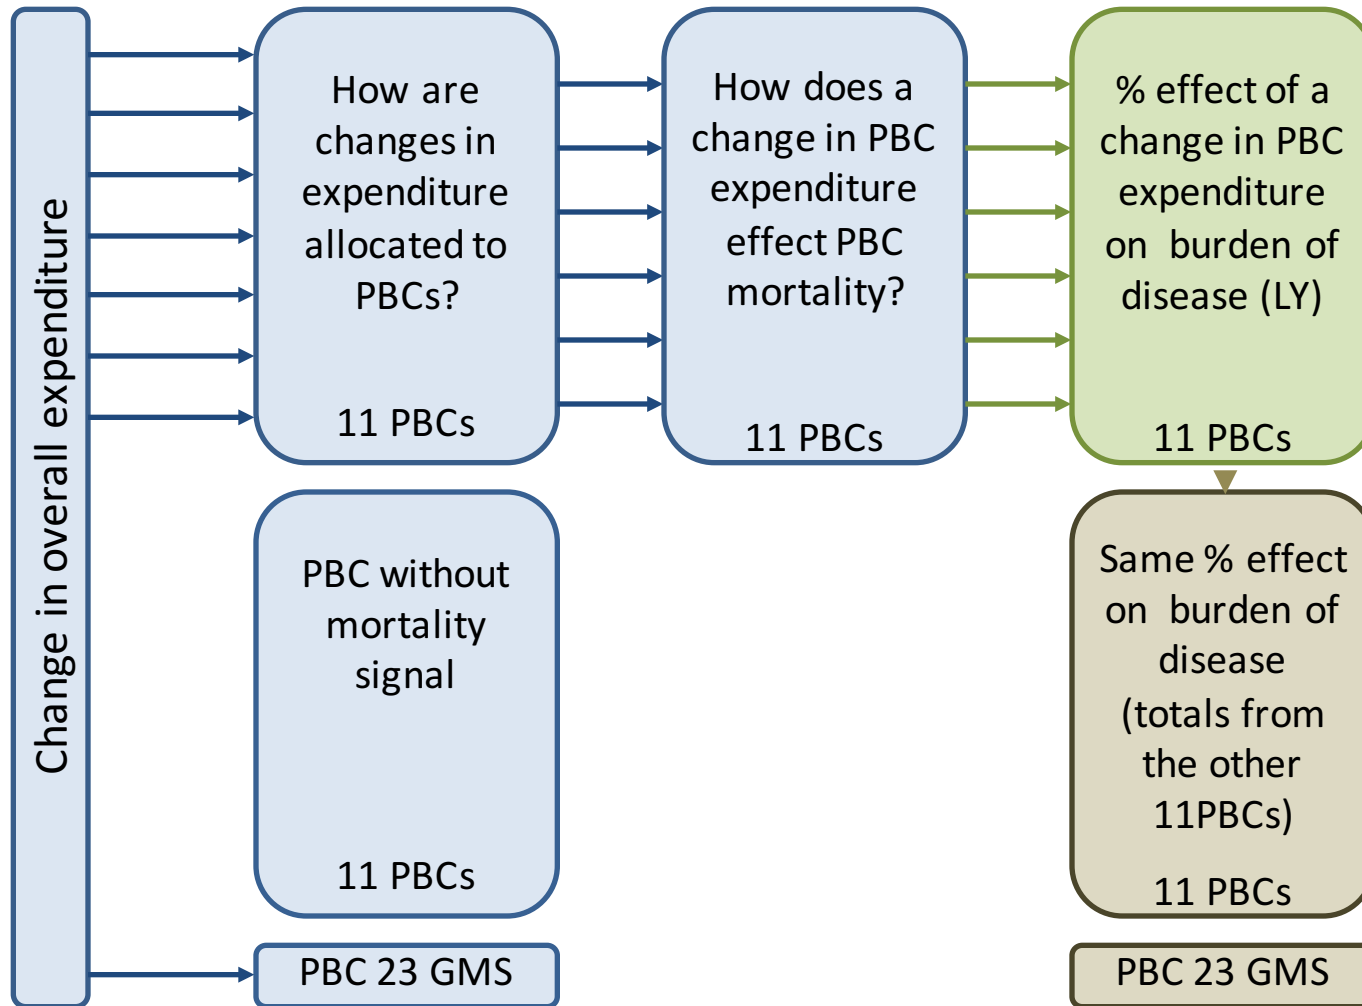 Change in overall expenditure
How are
changes in
expenditure
allocated to
PBCs?
11 PBCs
How does a
change in PBC
expenditure
effect PBC
mortality?
11 PBCs
% effect of a
change in PBC
expenditure
on burden of
disease (LY)
11 PBCs
PBC without
mortality
signal
11 PBCs
Same % effect
on burden of
disease
(totals from
the other
11PBCs)
11 PBCs
PBC 23 GMS
PBC 23 GMS